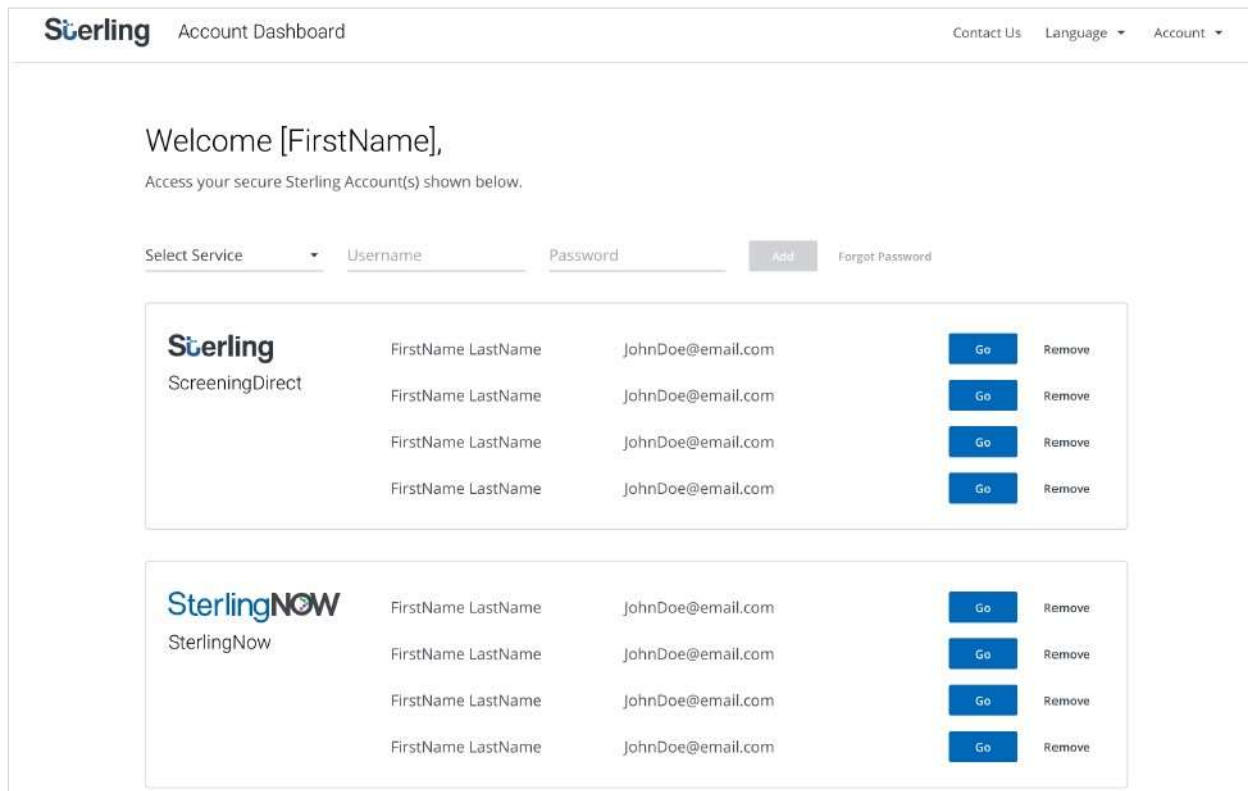 Sterling Account Dashboard Contact Us Language Account
Welcome [FirstName],
Access your secure Sterling Account(s) shown below.
Select Service Username Password Add Forgot Password
Sterling
ScreeningDirect
FirstName LastName JohnDoe@email.com Go Remove
FirstName LastName JohnDoe@email.com Go Remove
FirstName LastName JohnDoe@email.com Go Remove
FirstName LastName JohnDoe@email.com Go Remove
SterlingNOW
SterlingNow
FirstName LastName JohnDoe@email.com Go Remove
FirstName LastName JohnDoe@email.com Go Remove
FirstName LastName JohnDoe@email.com Go Remove
FirstName LastName JohnDoe@email.com Go Remove